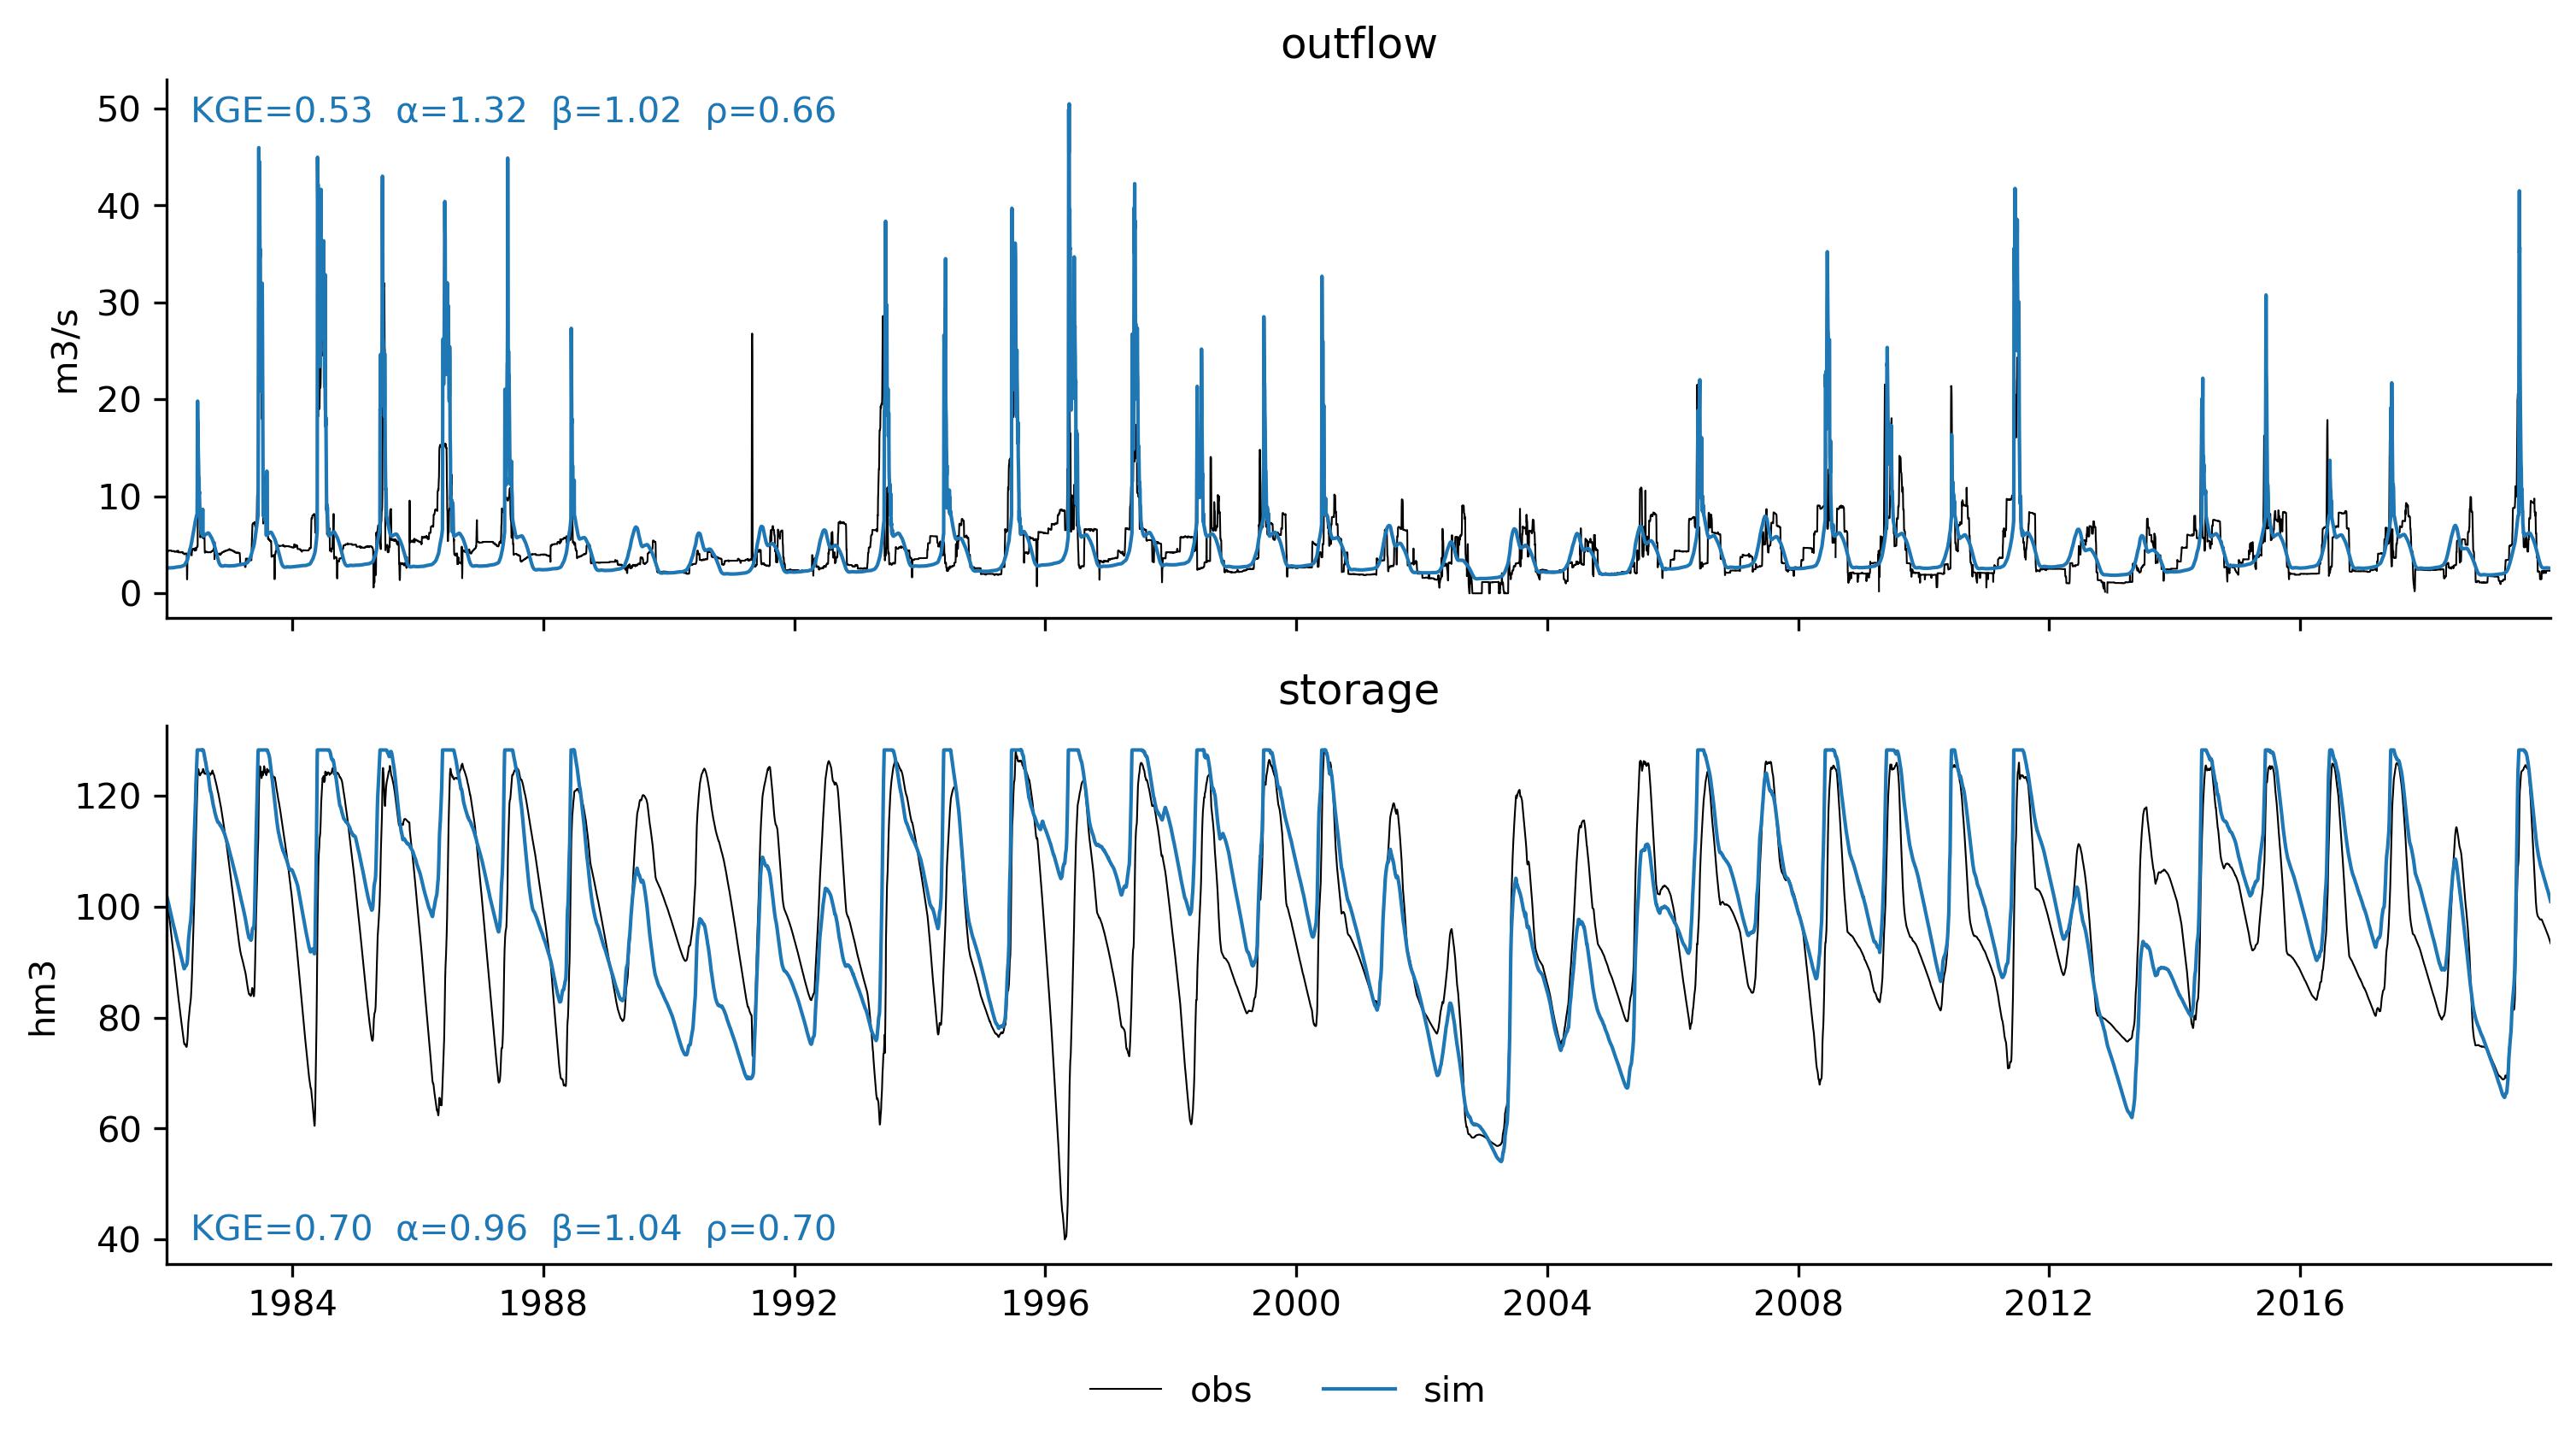 outflow
KGE=0.53 α=1.32 β=1.02 ρ=0.66
50
40
30
20
10
0
m3/s
storage
120
100
80
60
40
hm3
KGE=0.70 α=0.96 β=1.04 ρ=0.70
1984 1988 1992 1996 2000 2004 2008 2012 2016
obs sim